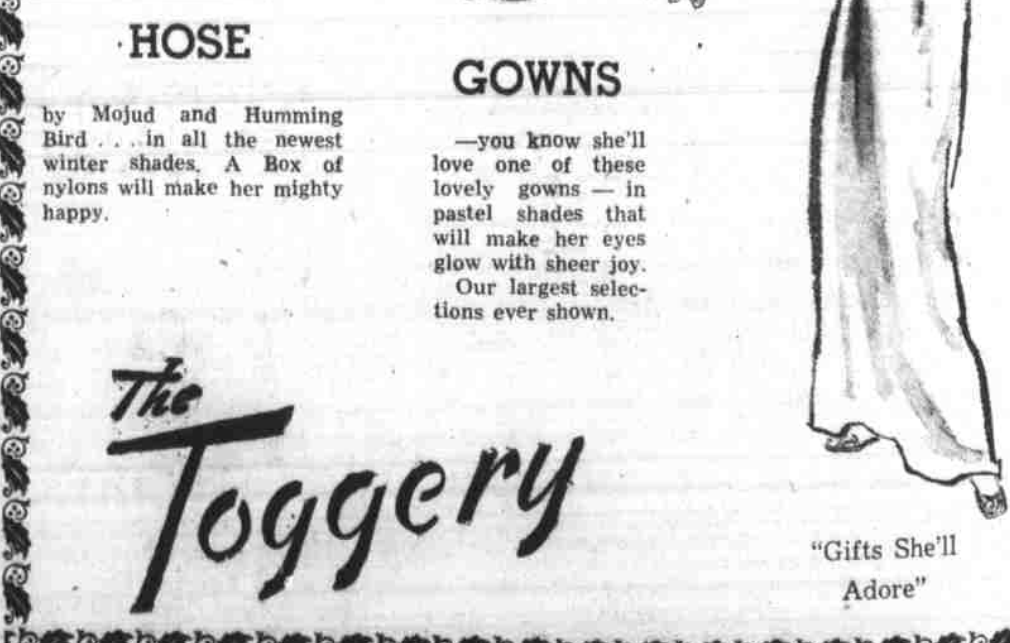 HOSE
by Mojud and Humming
Bird . . . in all the newest
winter shades. A Box of
nylons will make her mighty
happy.
GOWNS
—you know she'll
love one of these
lovely gowns — in
pastel shades that
will make her eyes
glow with sheer joy.
Our largest selec-
tions ever shown.
The
Toggery
"Gifts She'll
Adore"